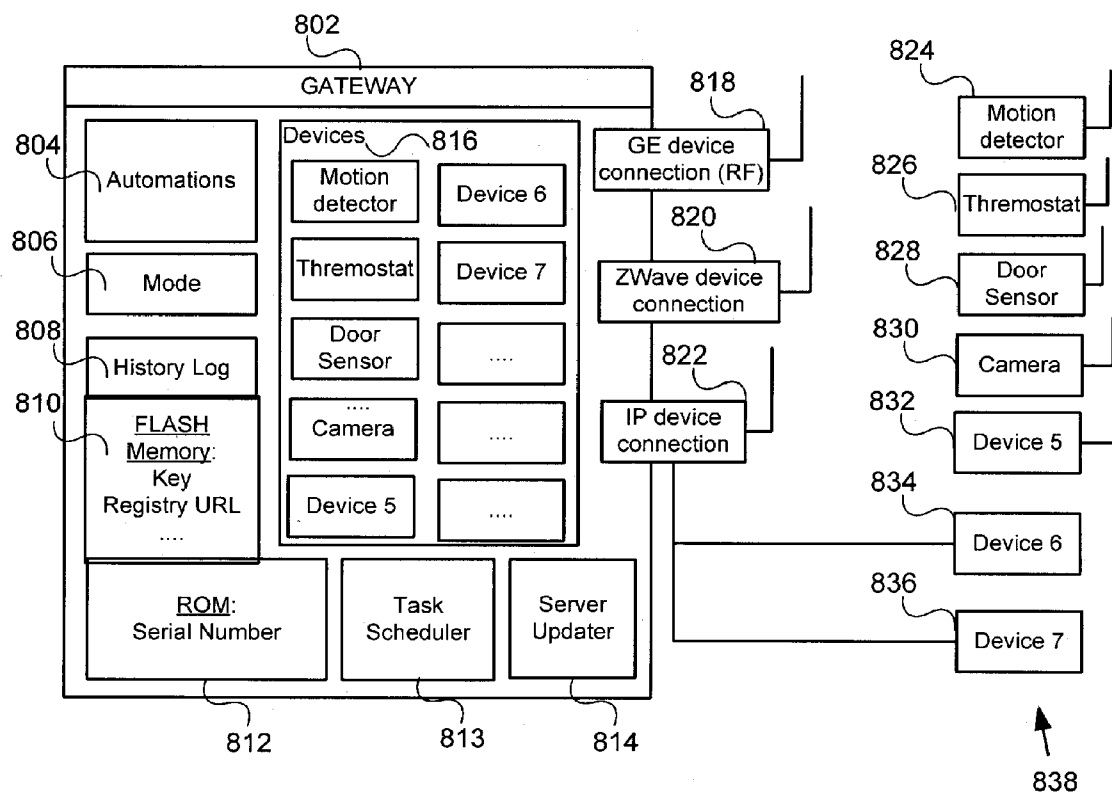 802
GATEWAY
804
Automations
806
Mode
808
History Log
810
FLASH
Memory:
Key
Registry URL
....
ROM:
Serial Number
812
Task
Scheduler
813
Server
Updater
814
Devices
816
Motion
detector
Thremostat
Door
Sensor
....
Camera
Device 5
Device 6
Device 7
....
....
....
818
GE device
connection (RF)
820
ZWave device
connection
822
IP device
connection
824
Motion
detector
826
Thremostat
828
Door
Sensor
830
Camera
832
Device 5
834
Device 6
836
Device 7
838